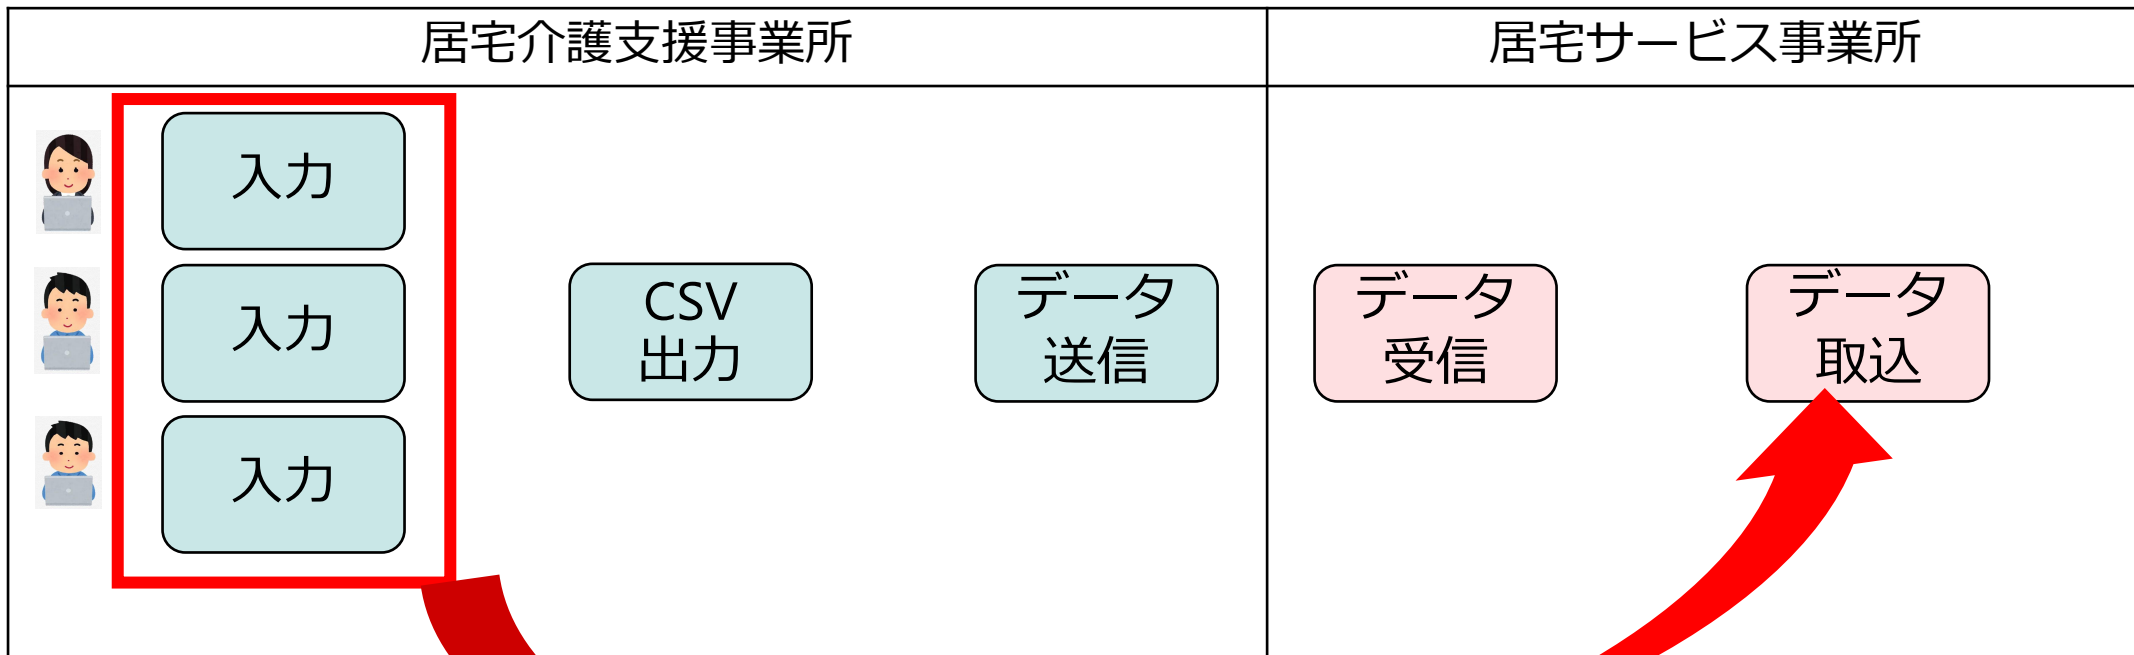 居宅介護支援事業所
居宅サービス事業所
入力
入力
入力
CSV
出力
データ
送信
データ
受信
データ
取込